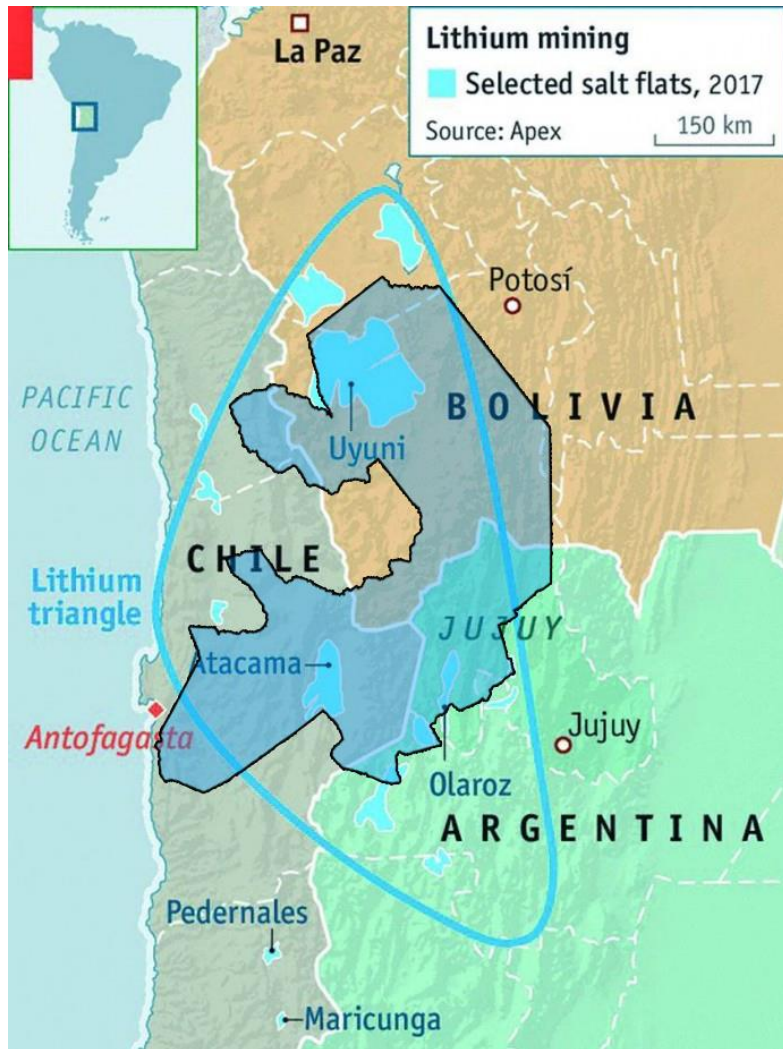 La Paz
Lithium mining
Selected salt flats, 2017
Source: Apex
150 km
Potosí
PACIFIC
OCEAN
BOLIVIA
Uyuni
CHILE
Lithium
triangle
JUJUY
Atacama
Antofagasta
Jujuy
Olaroz
ARGENTINA
Pedernales
Maricunga